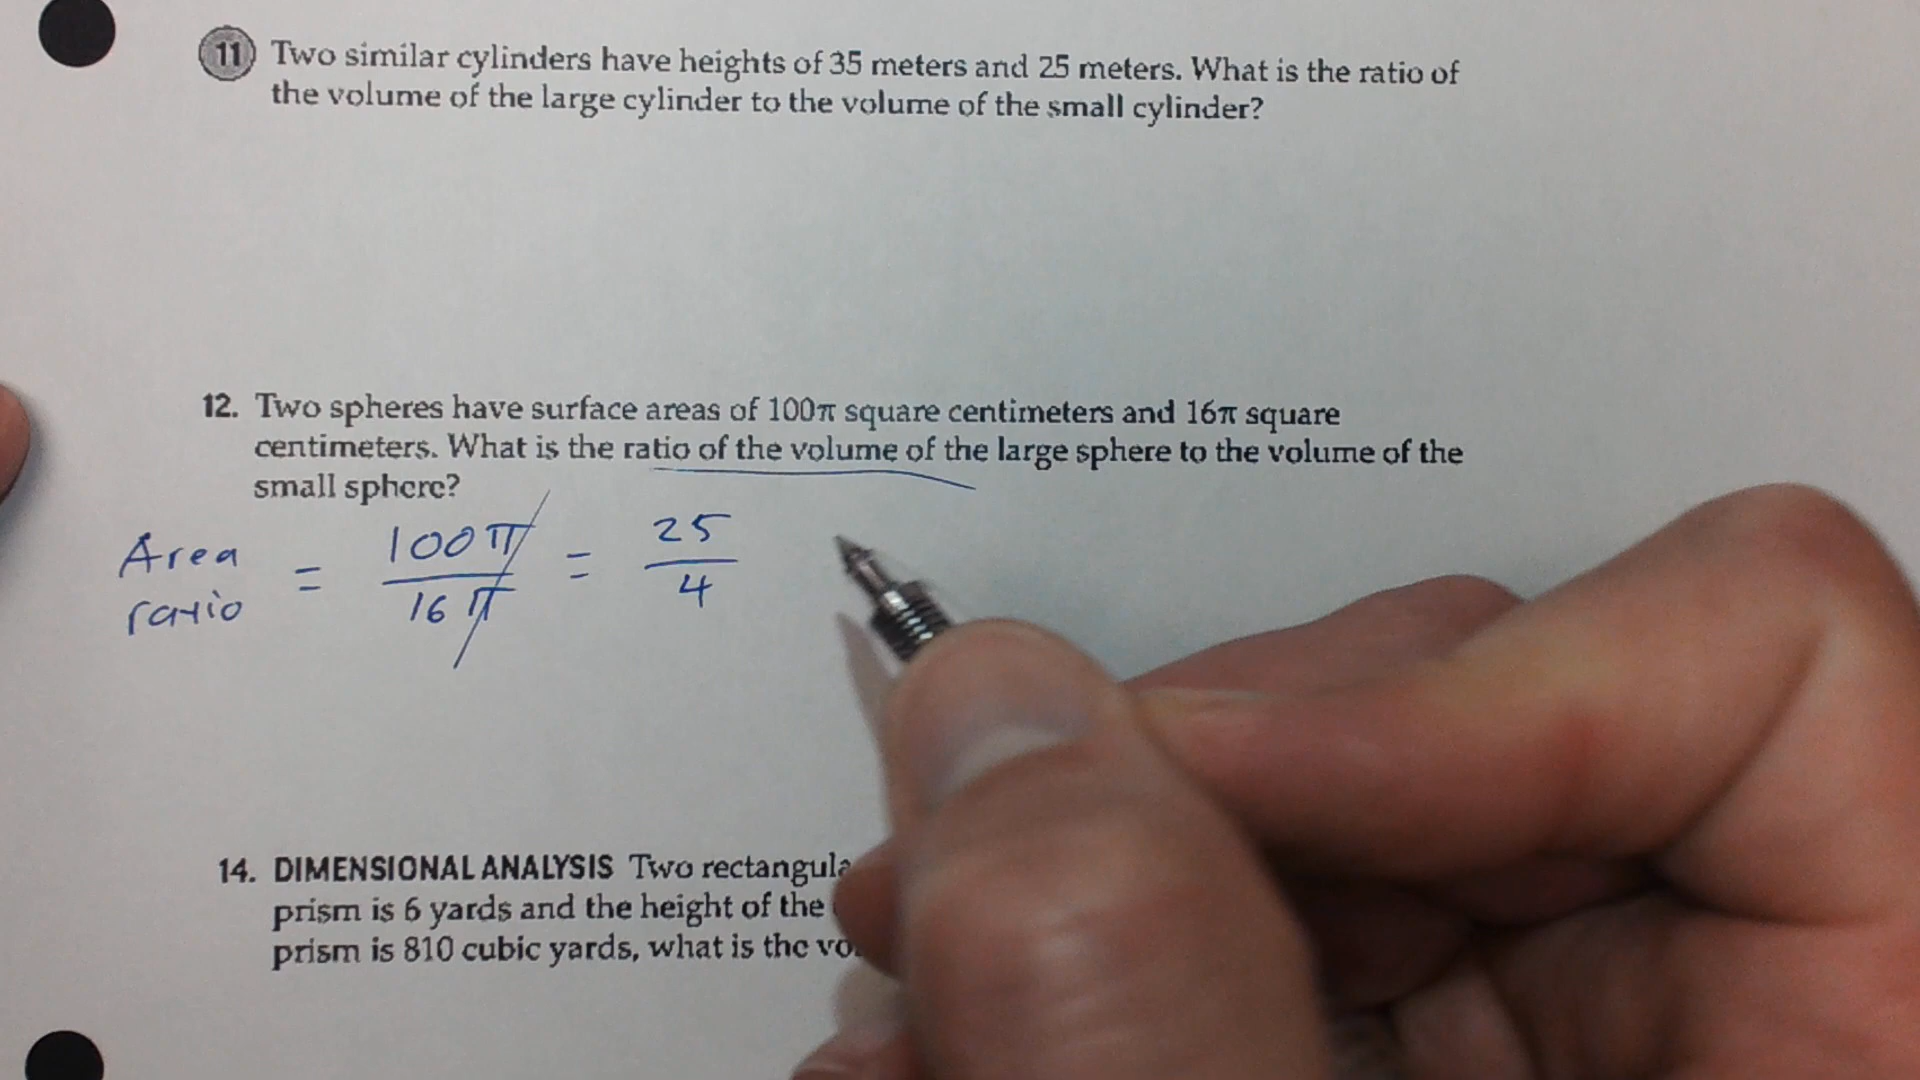 11 Two similar cylinders have heights of 35 meters and 25 meters. What is the ratio of
the volume of the large cylinder to the volume of the small cylinder?
12. Two spheres have surface areas of 100π square centimeters and 16π square
centimeters. What is the ratio of the volume of the large sphere to the volume of the
small sphere?
Area ratio = 100π/16π = 25/4
14. DIMENSIONAL ANALYSIS Two
prism is 6 yards and the height of the
prism is 810 cubic yards, what is the